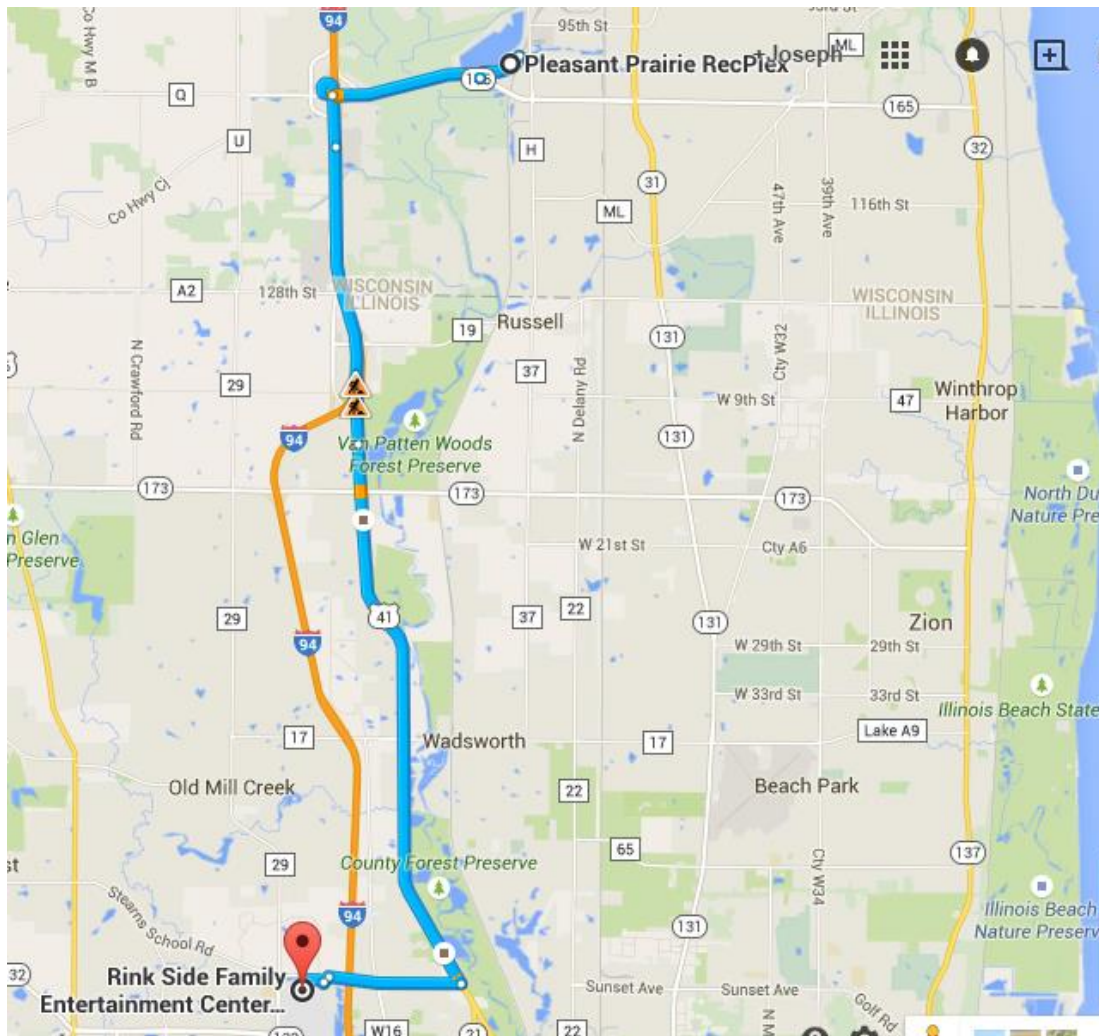 Co Hwy M B
94
95th St
93rd St
Pleasant Prairie RecPlex
+Joseph
ML
165
Q
165
U
H
32
31
47th Ave
39th Ave
116th St
ML
Co Hwy Cj
A2
128th St
WISCONSIN
ILLINOIS
WISCONSIN
ILLINOIS
19
Russell
131
Cty W32
N Crawford Rd
29
37
N Delany Rd
W 9th St
47
Winthrop
Harbor
94
Van Patten Woods
Forest Preserve
131
173
173
173
North Du
Nature Pre
n Glen
Preserve
W 21st St
Cty A6
29
41
37
22
131
Zion
94
W 29th St
29th St
W 33rd St
33rd St
Illinois Beach State
17
Wadsworth
17
Lake A9
Old Mill Creek
22
Beach Park
65
29
County Forest Preserve
137
st
Cty W34
Stearns School Rd
94
131
Illinois Beach
Nature Preserv
32
Rink Side Family
Entertainment Center...
Sunset Ave
Sunset Ave
Golf Rd
W16
21
22
N M